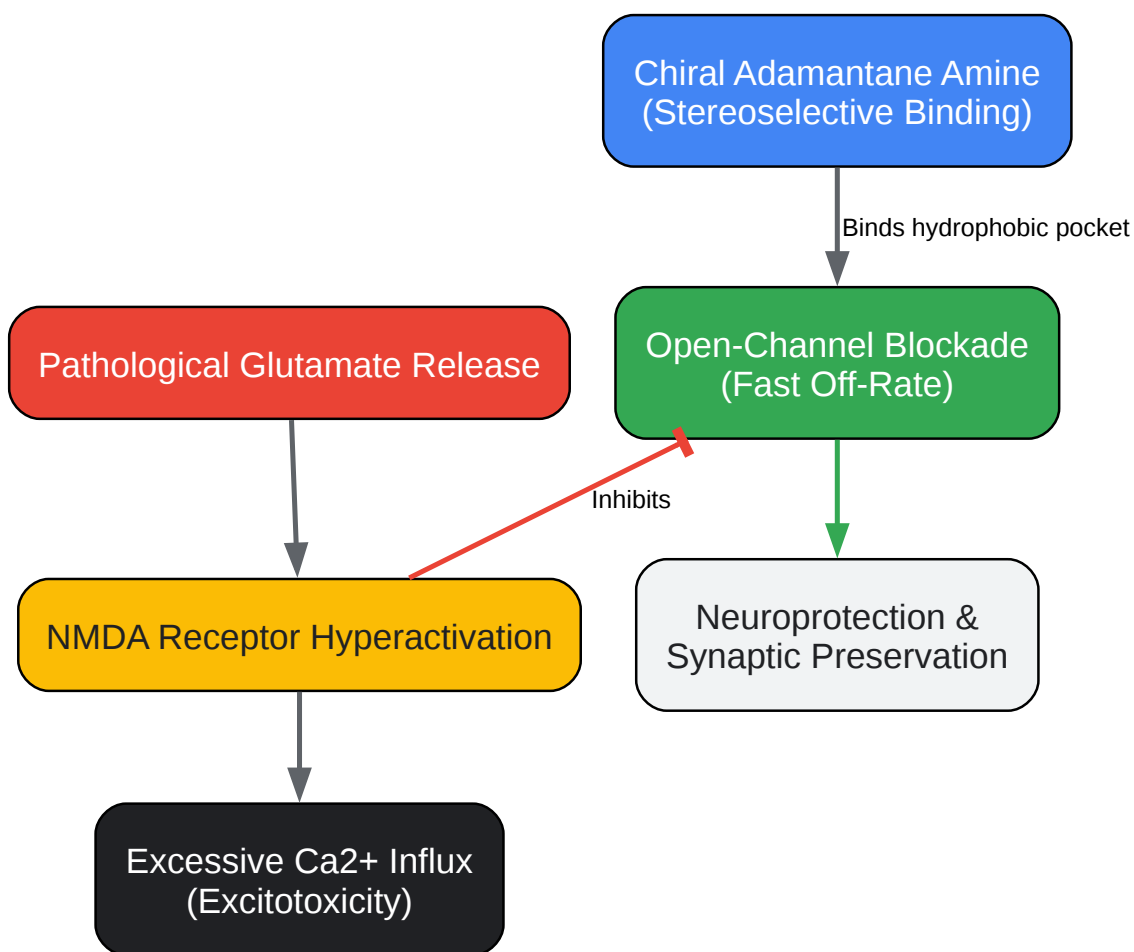 Chiral Adamantane Amine
(Stereoselective Binding)
Binds hydrophobic pocket
Pathological Glutamate Release
Open-Channel Blockade
(Fast Off-Rate)
Inhibits
NMDA Receptor Hyperactivation
Neuroprotection &
Synaptic Preservation
Excessive Ca2+ Influx
(Excitotoxicity)